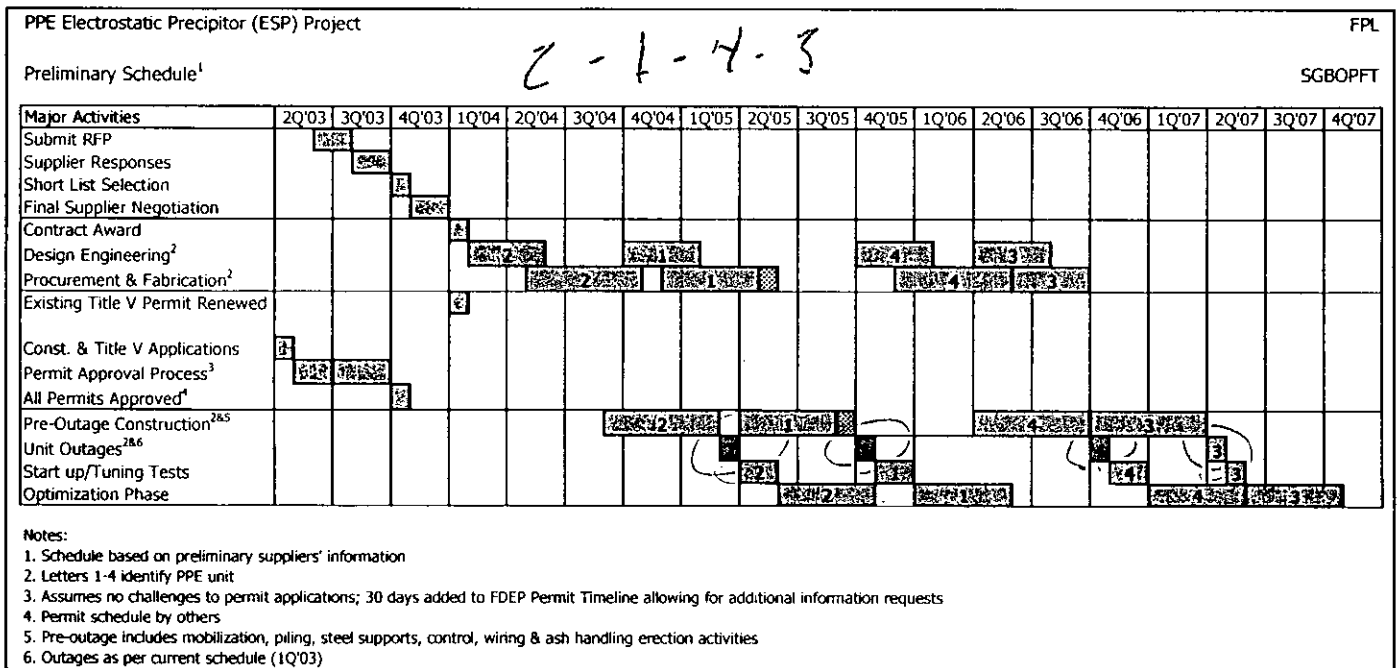 PPE Electrostatic Precipitor (ESP) Project FPL
2 - 1 - 4 - 3
Preliminary Schedule¹ SGBOPFT
Major Activities 2Q'03 3Q'03 4Q'03 1Q'04 2Q'04 3Q'04 4Q'04 1Q'05 2Q'05 3Q'05 4Q'05 1Q'06 2Q'06 3Q'06 4Q'06 1Q'07 2Q'07 3Q'07 4Q'07
Submit RFP
Supplier Responses
Short List Selection
Final Supplier Negotiation
Contract Award
Design Engineering² 2 1 4 3
Procurement & Fabrication² 2 1 4 3
Existing Title V Permit Renewed
Const. & Title V Applications
Permit Approval Process³
All Permits Approved⁴
Pre-Outage Construction²&⁵ 2 1 4 3
Unit Outages²&⁶ 3
Start up/Tuning Tests 2 1 4 3
Optimization Phase 2 1 4 3
Notes:
1. Schedule based on preliminary suppliers' information
2. Letters 1-4 identify PPE unit
3. Assumes no challenges to permit applications; 30 days added to FDEP Permit Timeline allowing for additional information requests
4. Permit schedule by others
5. Pre-outage includes mobilization, piling, steel supports, control, wiring & ash handling erection activities
6. Outages as per current schedule (1Q'03)